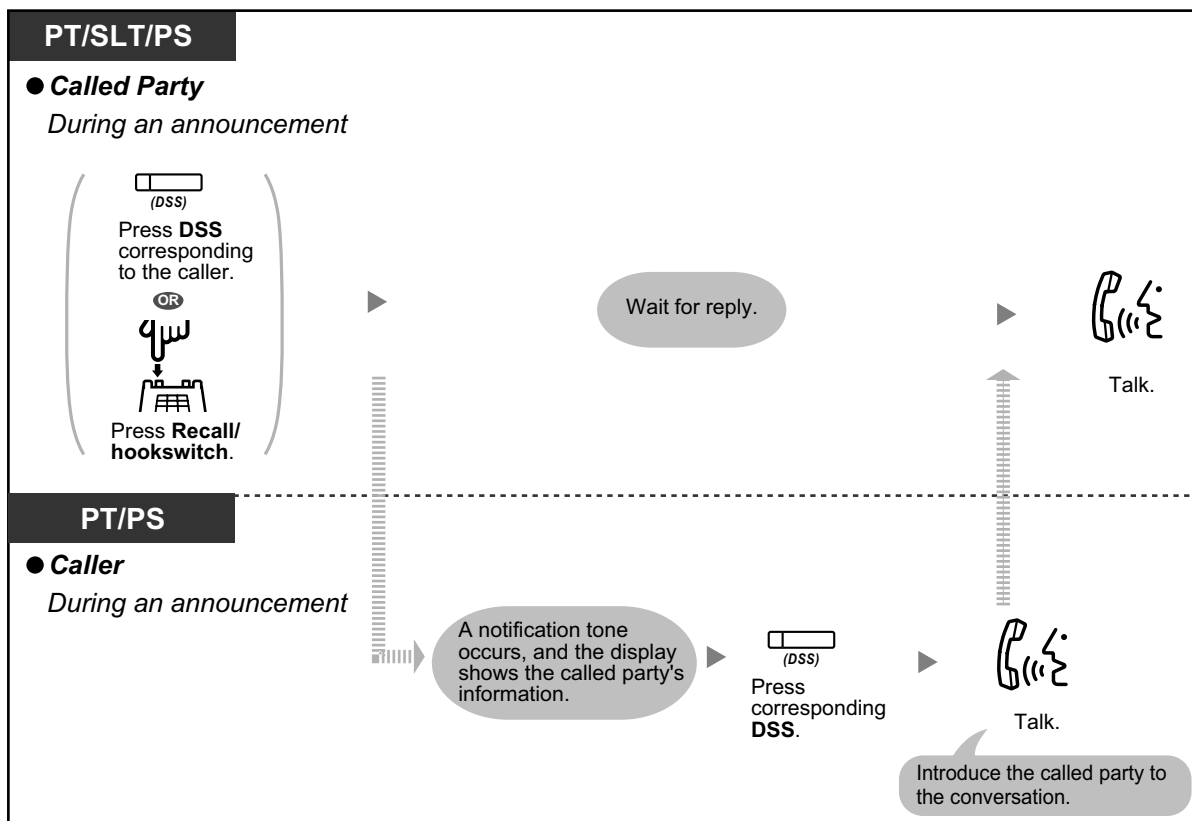 PT/SLT/PS
● Called Party
During an announcement
(DSS)
Press DSS
corresponding
to the caller.
OR
Press Recall/
hookswitch.
Wait for reply.
Talk.
PT/PS
● Caller
During an announcement
A notification tone
occurs, and the display
shows the called party's
information.
(DSS)
Press
corresponding
DSS.
Talk.
Introduce the called party to
the conversation.